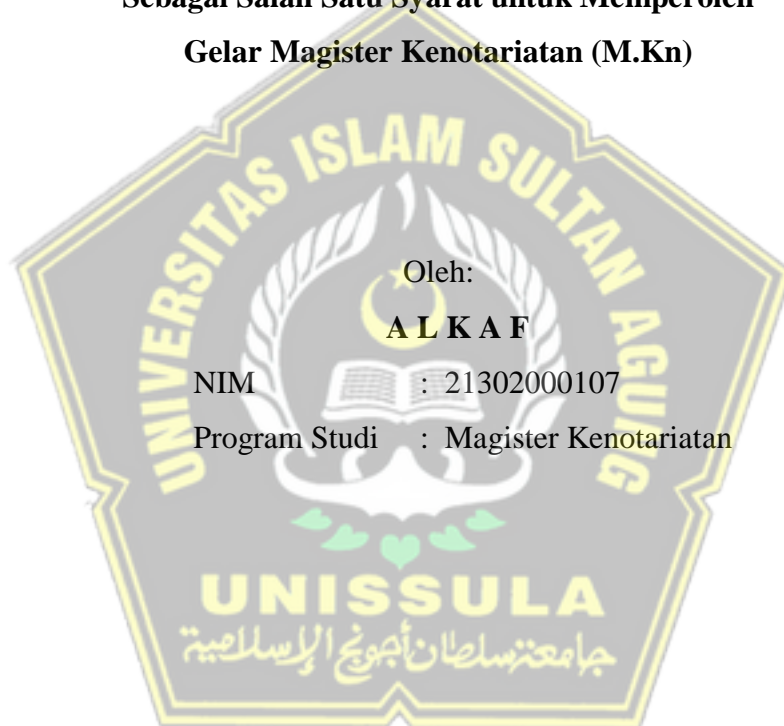 Sebagai Salah Satu Syarat untuk Memperoleh
Gelar Magister Kenotariatan (M.Kn)
UNIVERSITAS ISLAM SULTAN AGUNG
Oleh:
A L K A F
NIM : 21302000107
Program Studi : Magister Kenotariatan
UNISSULA
جامعة سلطان أجونج الإسلامية